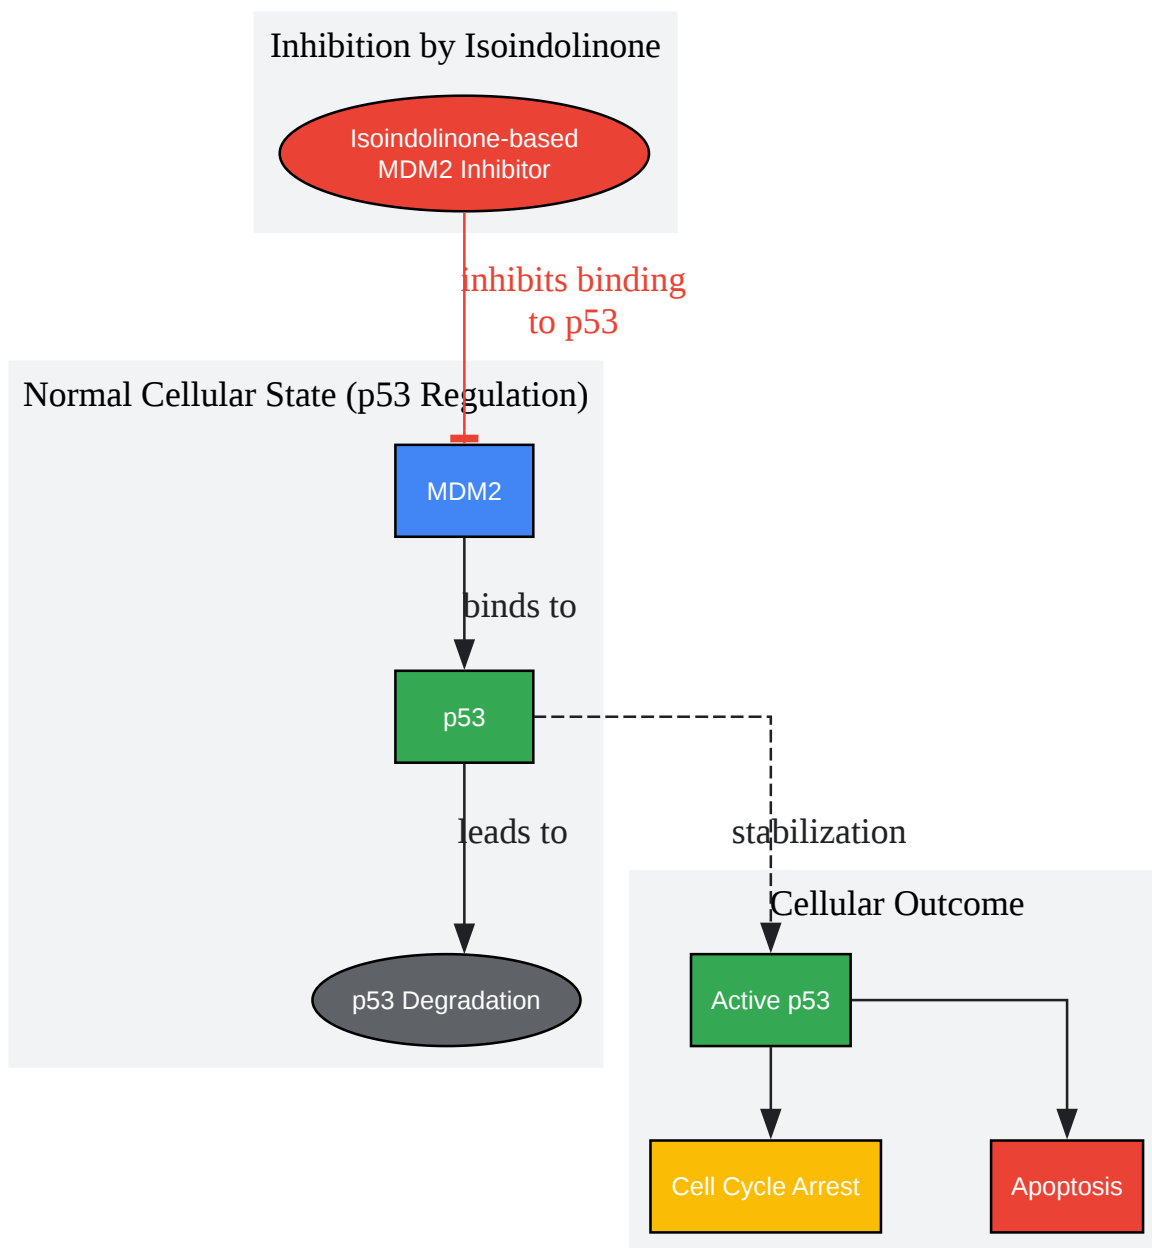 Inhibition by Isoindolinone
Isoindolinone-based
MDM2 Inhibitor
inhibits binding
to p53
Normal Cellular State (p53 Regulation)
MDM2
binds to
p53
leads to
stabilization
Cellular Outcome
p53 Degradation
Active p53
Cell Cycle Arrest
Apoptosis